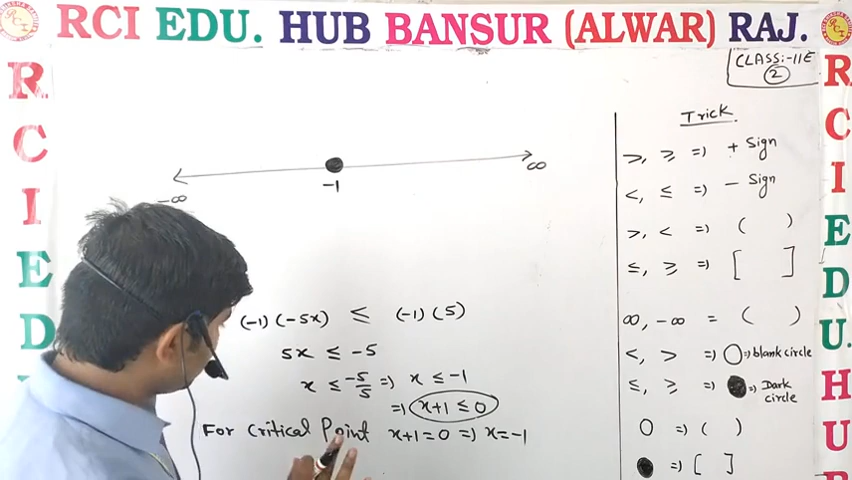 RCI EDU. HUB BANSUR (ALWAR) RAJ.
R
C
I
E
D
R
C
I
E
D
U.
H
U
CLASS:-11E
2
-∞
-1
∞
(-1) (-5x) ≤ (-1) (5)
5x ≤ -5
x ≤ -5/5 => x ≤ -1
=> x+1 ≤ 0
For Critical Point x+1=0 => x=-1
Trick
>, ≥ => + Sign
<, ≤ => - Sign
>, < => ( )
≤, ≥ => [ ]
∞, -∞ = ( )
<, > => ○ => blank circle
≤, ≥ => ● => Dark circle
○ => ( )
● => [ ]